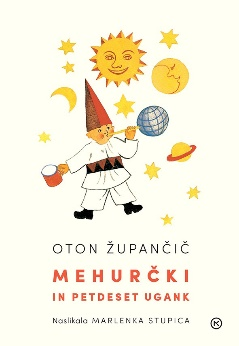 OTON ŽUPANČIČ
MEHURČKI
IN PETDESET UGANK
Naslikala MARLENKA STUPICA